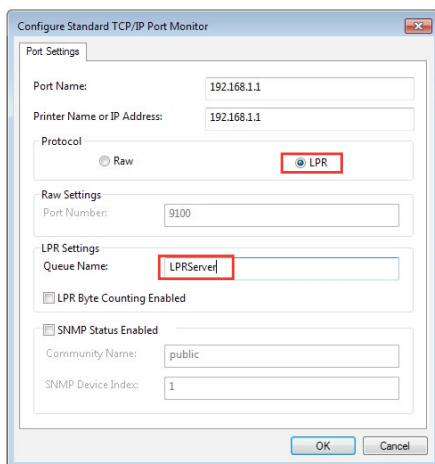 Configure Standard TCP/IP Port Monitor
Port Settings
Port Name: 192.168.1.1
Printer Name or IP Address: 192.168.1.1
Protocol
Raw LPR
Raw Settings
Port Number: 9100
LPR Settings
Queue Name: LPRServer
LPR Byte Counting Enabled
SNMP Status Enabled
Community Name: public
SNMP Device Index: 1
OK Cancel